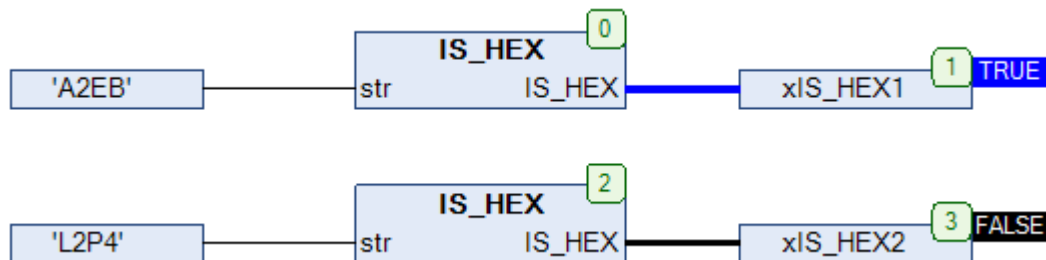 0
IS_HEX
1 TRUE
'A2EB' str IS_HEX xIS_HEX1
2
IS_HEX
3 FALSE
'L2P4' str IS_HEX xIS_HEX2